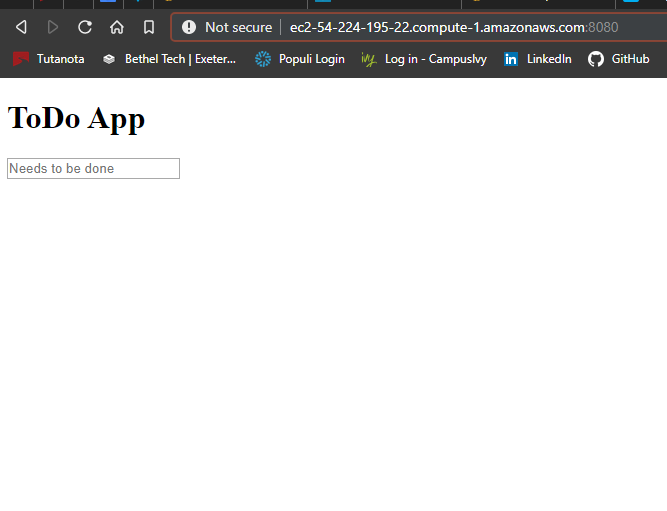 Not secure ec2-54-224-195-22.compute-1.amazonaws.com:8080
Tutanota Bethel Tech | Exeter... Populi Login Log in - CampusIvy LinkedIn GitHub
ToDo App
Needs to be done